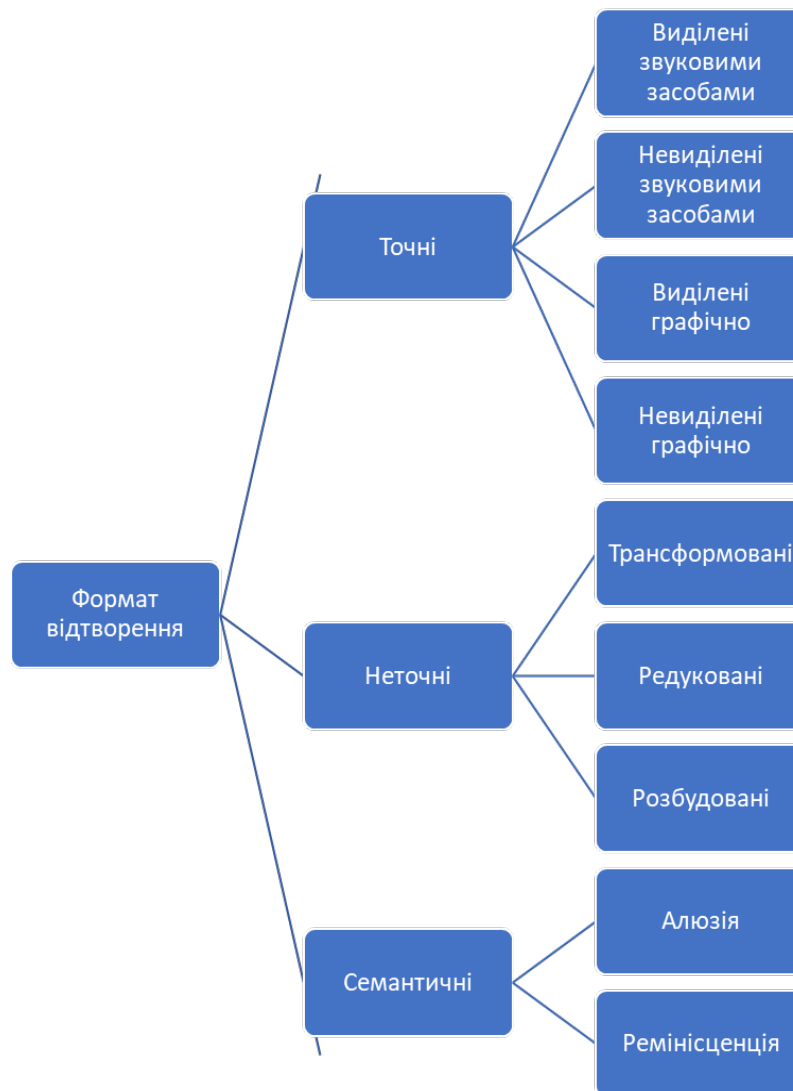 Формат
відтворення
Точні
Виділені
звуковими
засобами
Невиділені
звуковими
засобами
Виділені
графічно
Невиділені
графічно
Неточні
Трансформовані
Редуковані
Розбудовані
Семантичні
Алюзія
Ремінісценція